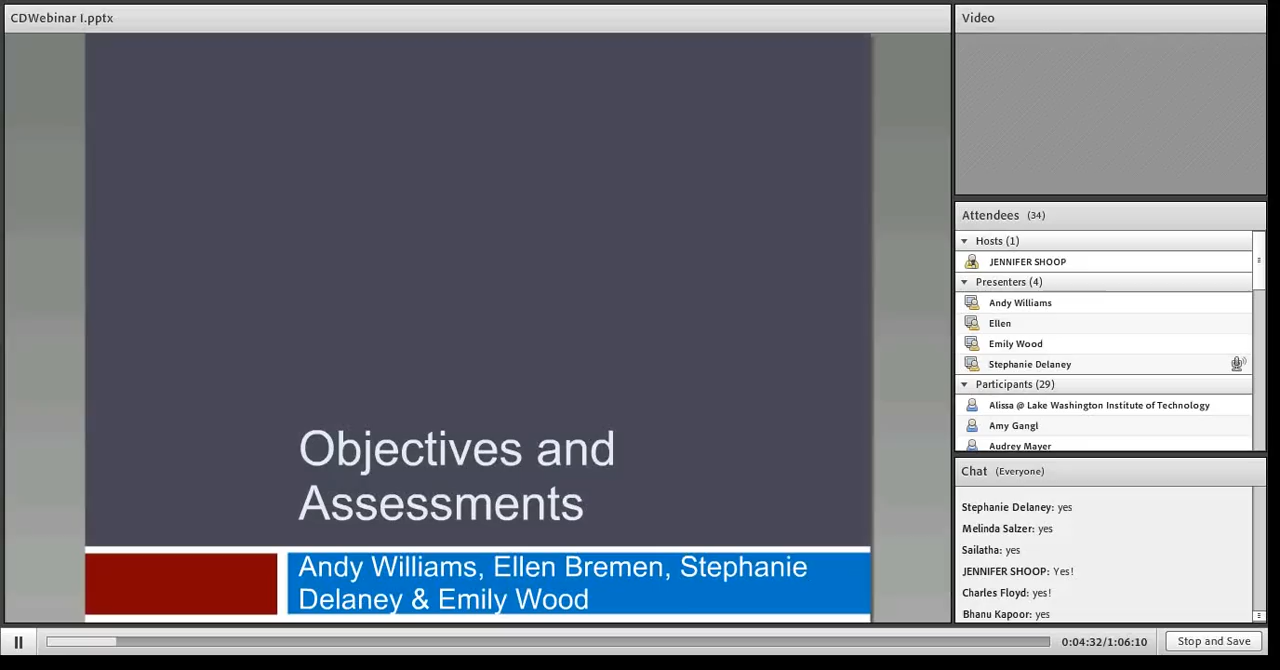 CDWebinar I.pptx
Objectives and
Assessments
Andy Williams, Ellen Bremen, Stephanie
Delaney & Emily Wood
Video
Attendees (34)
Hosts (1)
JENNIFER SHOOP
Presenters (4)
Andy Williams
Ellen
Emily Wood
Stephanie Delaney
Participants (29)
Alissa @ Lake Washington Institute of Technology
Amy Gangl
Audrey Mayer
Chat (Everyone)
Stephanie Delaney: yes
Melinda Salzer: yes
Sailatha: yes
JENNIFER SHOOP: Yes!
Charles Floyd: yes!
Bhanu Kapoor: yes
0:04:32/1:06:10
Stop and Save